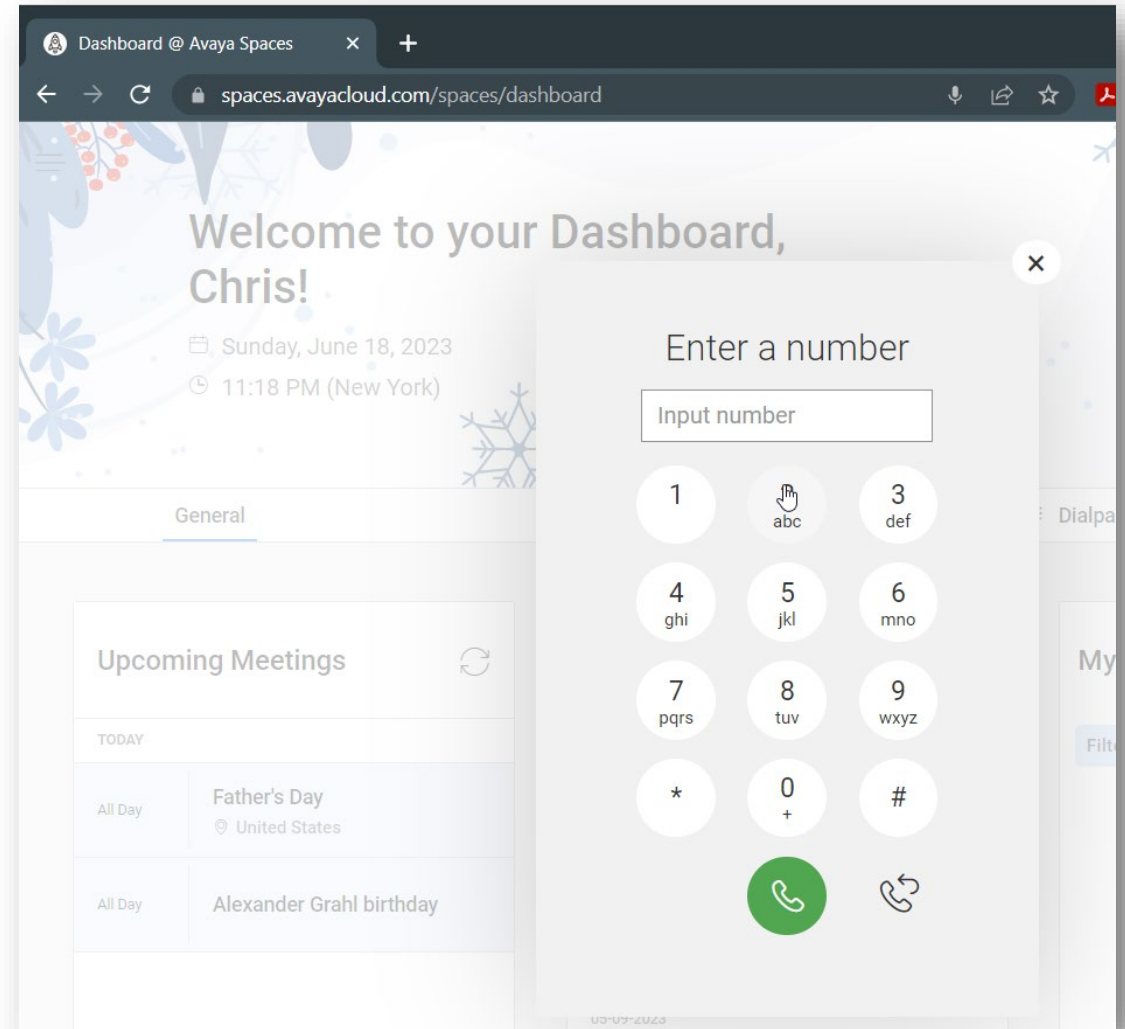 Dashboard @ Avaya Spaces
spaces.avayacloud.com/spaces/dashboard
Welcome to your Dashboard,
Chris!
Sunday, June 18, 2023
11:18 PM (New York)
General
Dialpa
Upcoming Meetings
TODAY
All Day
Father's Day
United States
All Day
Alexander Grahl birthday
Enter a number
Input number
1
abc
3
def
4
ghi
5
jkl
6
mno
7
pqrs
8
tuv
9
wxyz
*
0
+
#
My
Filt
05-09-2023